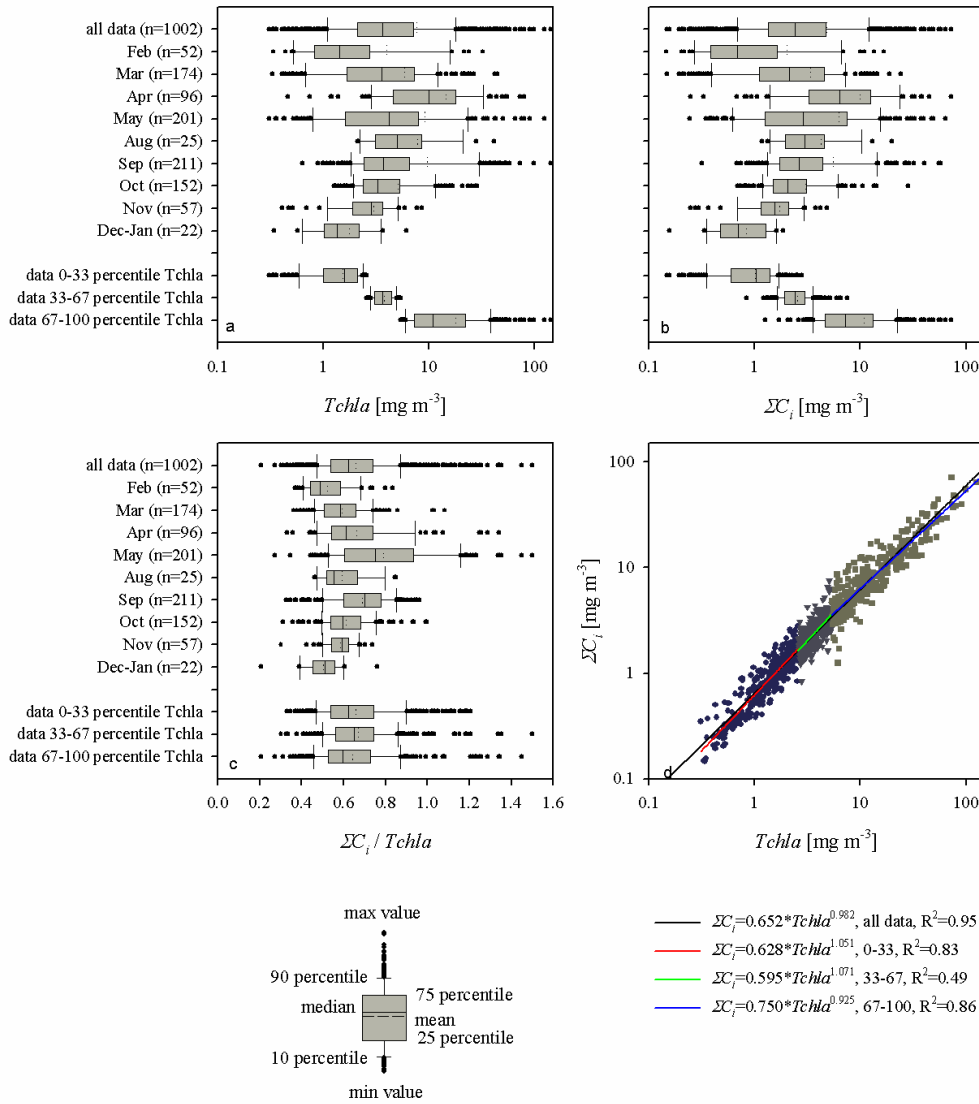 all data (n=1002)
Feb (n=52)
Mar (n=174)
Apr (n=96)
May (n=201)
Aug (n=25)
Sep (n=211)
Oct (n=152)
Nov (n=57)
Dec-Jan (n=22)
data 0-33 percentile Tchla
data 33-67 percentile Tchla
data 67-100 percentile Tchla
a
0.1 1 10 100
Tchla [mg m⁻³]
b
0.1 1 10 100
ΣCᵢ [mg m⁻³]
all data (n=1002)
Feb (n=52)
Mar (n=174)
Apr (n=96)
May (n=201)
Aug (n=25)
Sep (n=211)
Oct (n=152)
Nov (n=57)
Dec-Jan (n=22)
data 0-33 percentile Tchla
data 33-67 percentile Tchla
data 67-100 percentile Tchla
c
0.0 0.2 0.4 0.6 0.8 1.0 1.2 1.4 1.6
ΣCᵢ / Tchla
100
10
1
0.1
ΣCᵢ [mg m⁻³]
d
0.1 1 10 100
Tchla [mg m⁻³]
max value
90 percentile
75 percentile
median
mean
25 percentile
10 percentile
min value
ΣCᵢ=0.652*Tchla⁰·⁹⁸², all data, R²=0.95
ΣCᵢ=0.628*Tchla¹·⁰⁵¹, 0-33, R²=0.83
ΣCᵢ=0.595*Tchla¹·⁰⁷¹, 33-67, R²=0.49
ΣCᵢ=0.750*Tchla⁰·⁹²⁵, 67-100, R²=0.86